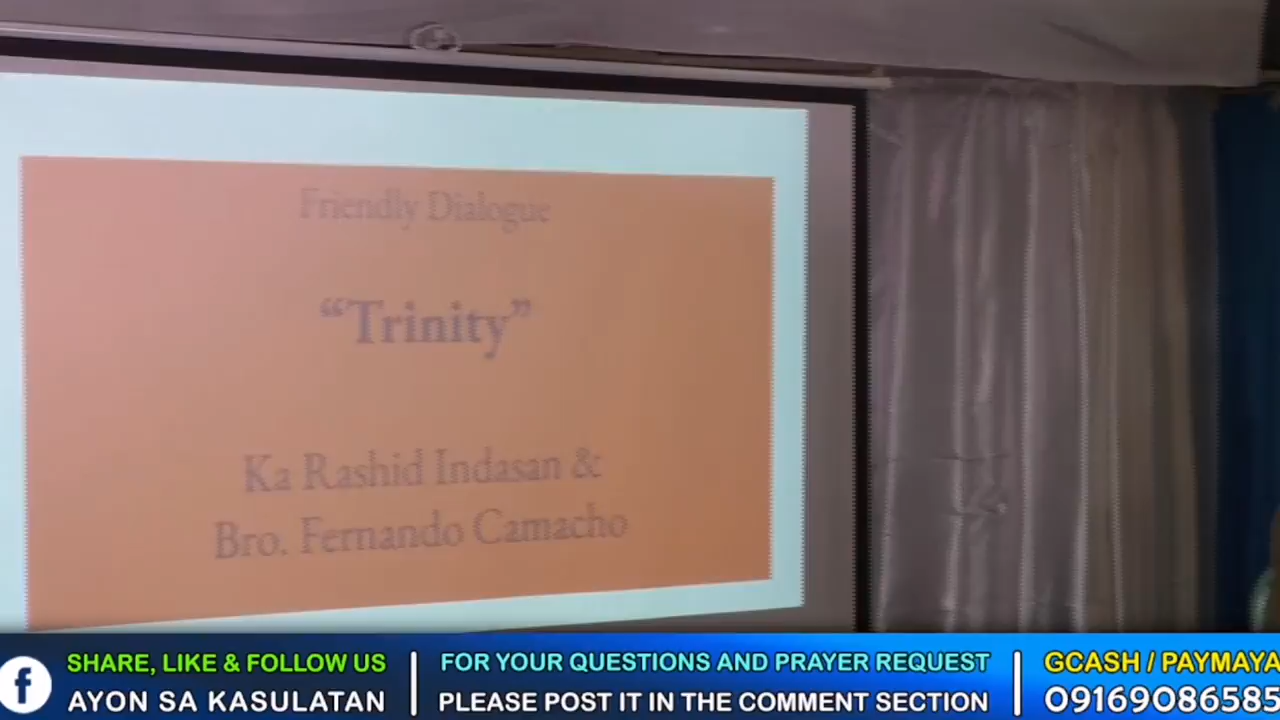 Friendly Dialogue
“Trinity”
Ka Rashid Indasan &
Bro. Fernando Camacho
f
SHARE, LIKE & FOLLOW US
AYON SA KASULATAN
FOR YOUR QUESTIONS AND PRAYER REQUEST
PLEASE POST IT IN THE COMMENT SECTION
GCASH / PAYMAYA
09169086585